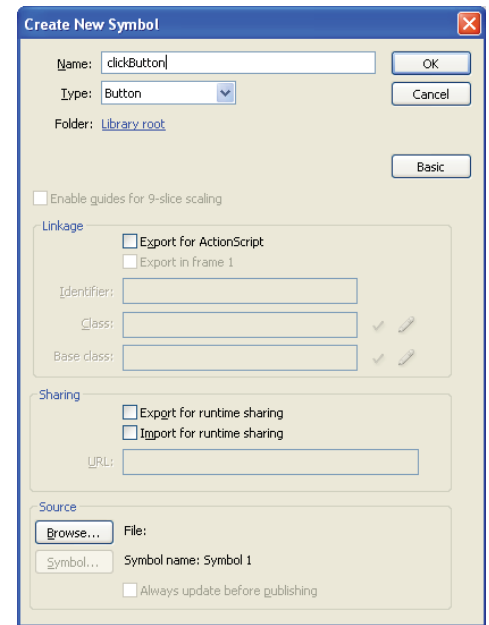 Create New Symbol
Name: clickButton OK
Type: Button Cancel
Folder: Library root
Basic
Enable guides for 9-slice scaling
Linkage
Export for ActionScript
Export in frame 1
Identifier:
Class:
Base class:
Sharing
Export for runtime sharing
Import for runtime sharing
URL:
Source
Browse... File:
Symbol... Symbol name: Symbol 1
Always update before publishing